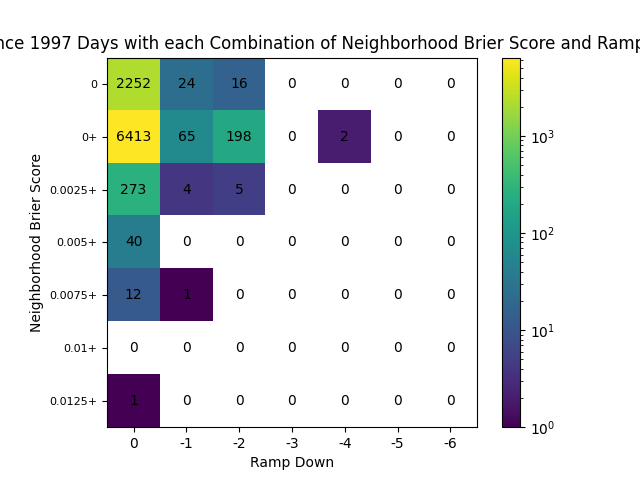 nce 1997 Days with each Combination of Neighborhood Brier Score and Ramp
0 2252 24 16 0 0 0 0
0+ 6413 65 198 0 2 0 0
0.0025+ 273 4 5 0 0 0 0
0.005+ 40 0 0 0 0 0 0
0.0075+ 12 1 0 0 0 0 0
0.01+ 0 0 0 0 0 0 0
0.0125+ 1 0 0 0 0 0 0
0 -1 -2 -3 -4 -5 -6
Ramp Down
Neighborhood Brier Score
10³
10²
10¹
10⁰